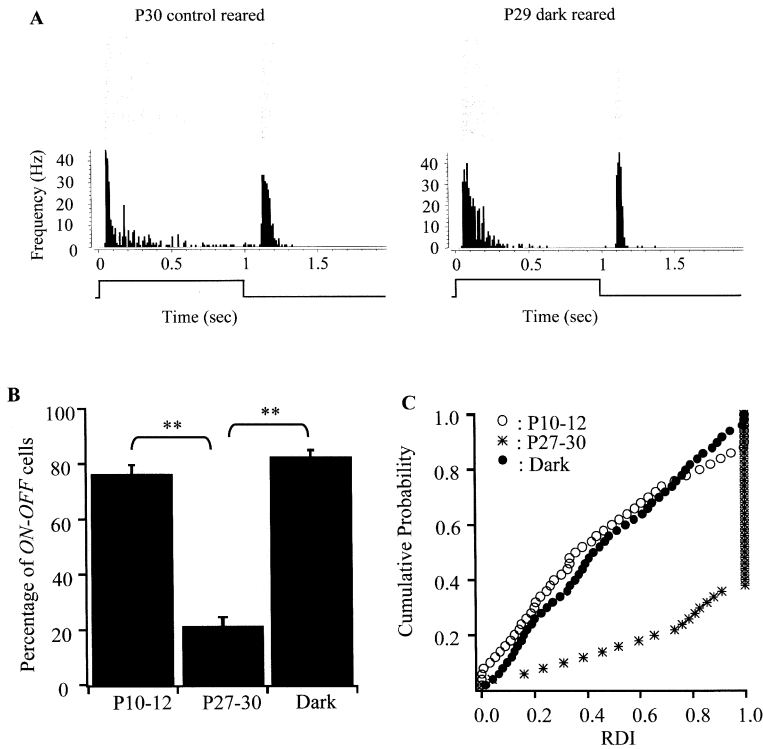 A
P30 control reared
P29 dark reared
Frequency (Hz)
40
30
20
10
0
0
0.5
1
1.5
Time (sec)
40
30
20
10
0
0
0.5
1
1.5
Time (sec)
B
Percentage of ON-OFF cells
100
80
60
40
20
0
**
**
P10-12
P27-30
Dark
C
Cumulative Probability
1.0
0.8
0.6
0.4
0.2
: P10-12
: P27-30
: Dark
0.0
0.2
0.4
0.6
0.8
1.0
RDI